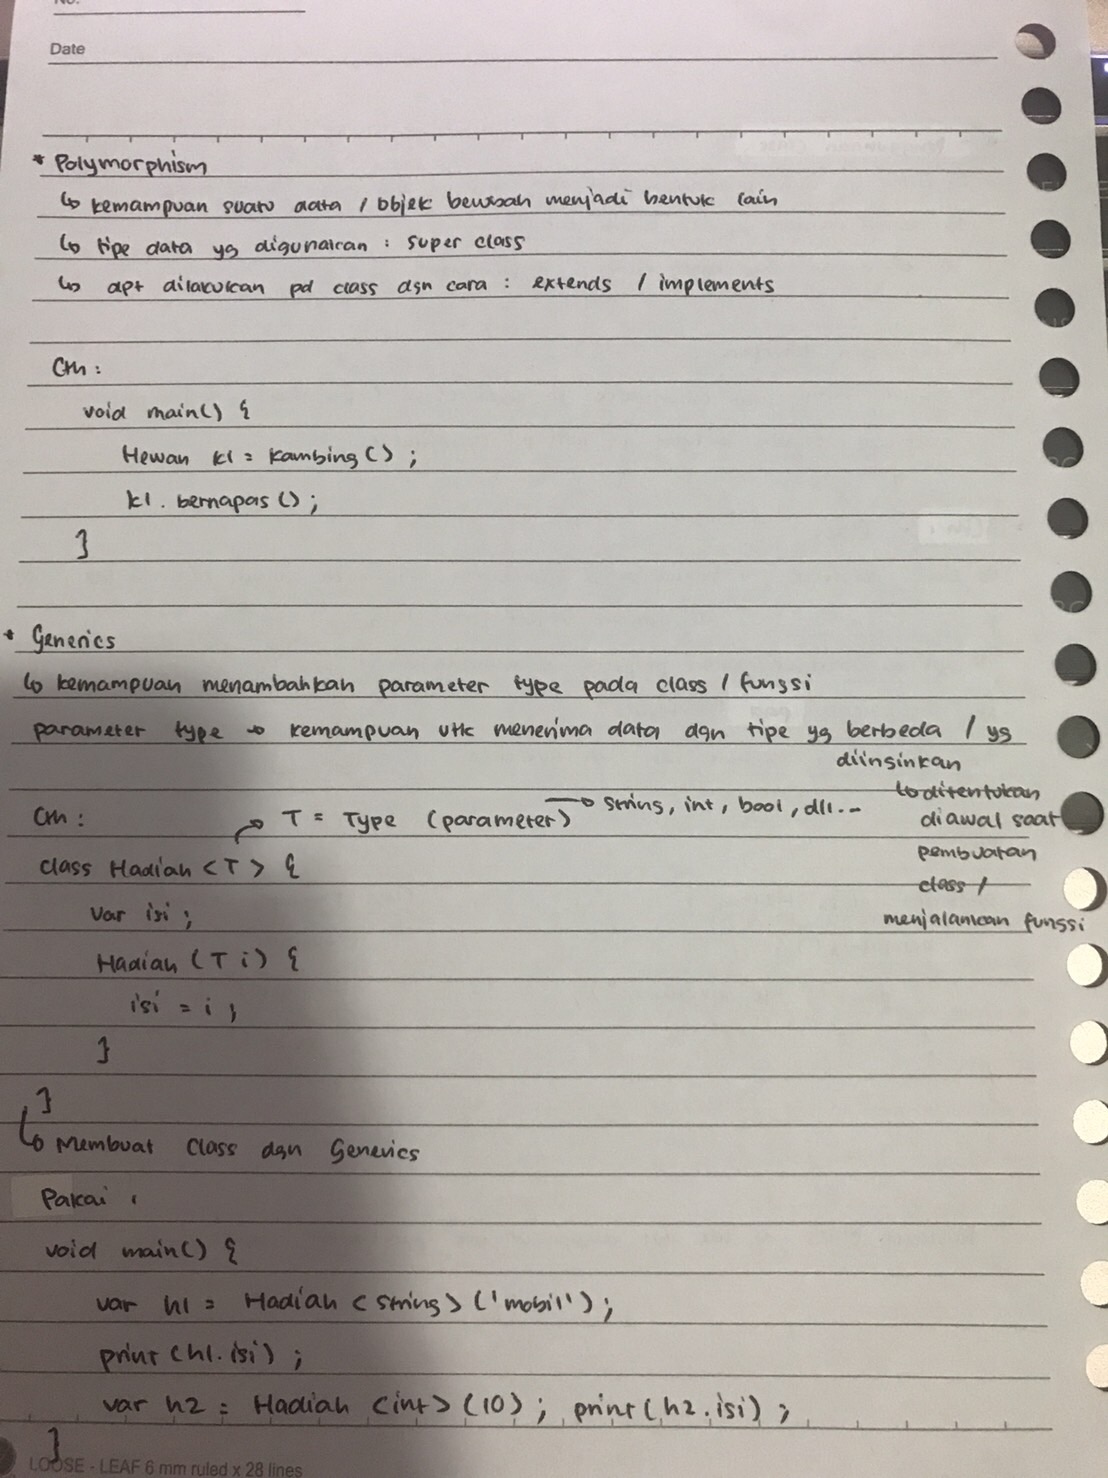 No.
Date
* Polymorphism
↳ kemampuan suatu data / objek berubah menjadi bentuk lain
↳ tipe data yg digunakan : super class
↳ dpt dilakukan pd class dgn cara : extends / implements
Cth :
void main() {
Hewan k1 = Kambing() ;
k1 . bernapas() ;
}
* Generics
↳ kemampuan menambahkan parameter type pada class / fungsi
parameter type → kemampuan utk menerima data dgn tipe yg berbeda / yg
diinginkan
↳ ditentukan
diawal saat
pembuatan
class /
menjalankan fungsi
Cth :
→ T = Type (parameter) → string, int, bool, dll...
class Hadiah <T> {
var isi ;
Hadiah (T i) {
isi = i ;
}
}
↳ Membuat Class dgn Generics
Pakai :
void main() {
var h1 = Hadiah <string> ('mobil') ;
print (h1.isi) ;
var h2 = Hadiah <int> (10) ; print (h2.isi) ;
}
LOOSE - LEAF 6 mm ruled x 28 lines